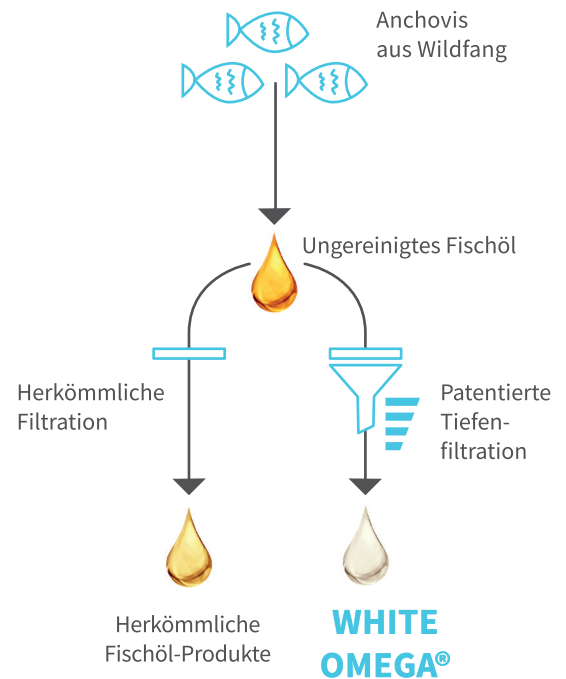 Anchovis
aus Wildfang
Ungereinigtes Fischöl
Herkömmliche
Filtration
Patentierte
Tiefen-
filtration
Herkömmliche
Fischöl-Produkte
WHITE
OMEGA®